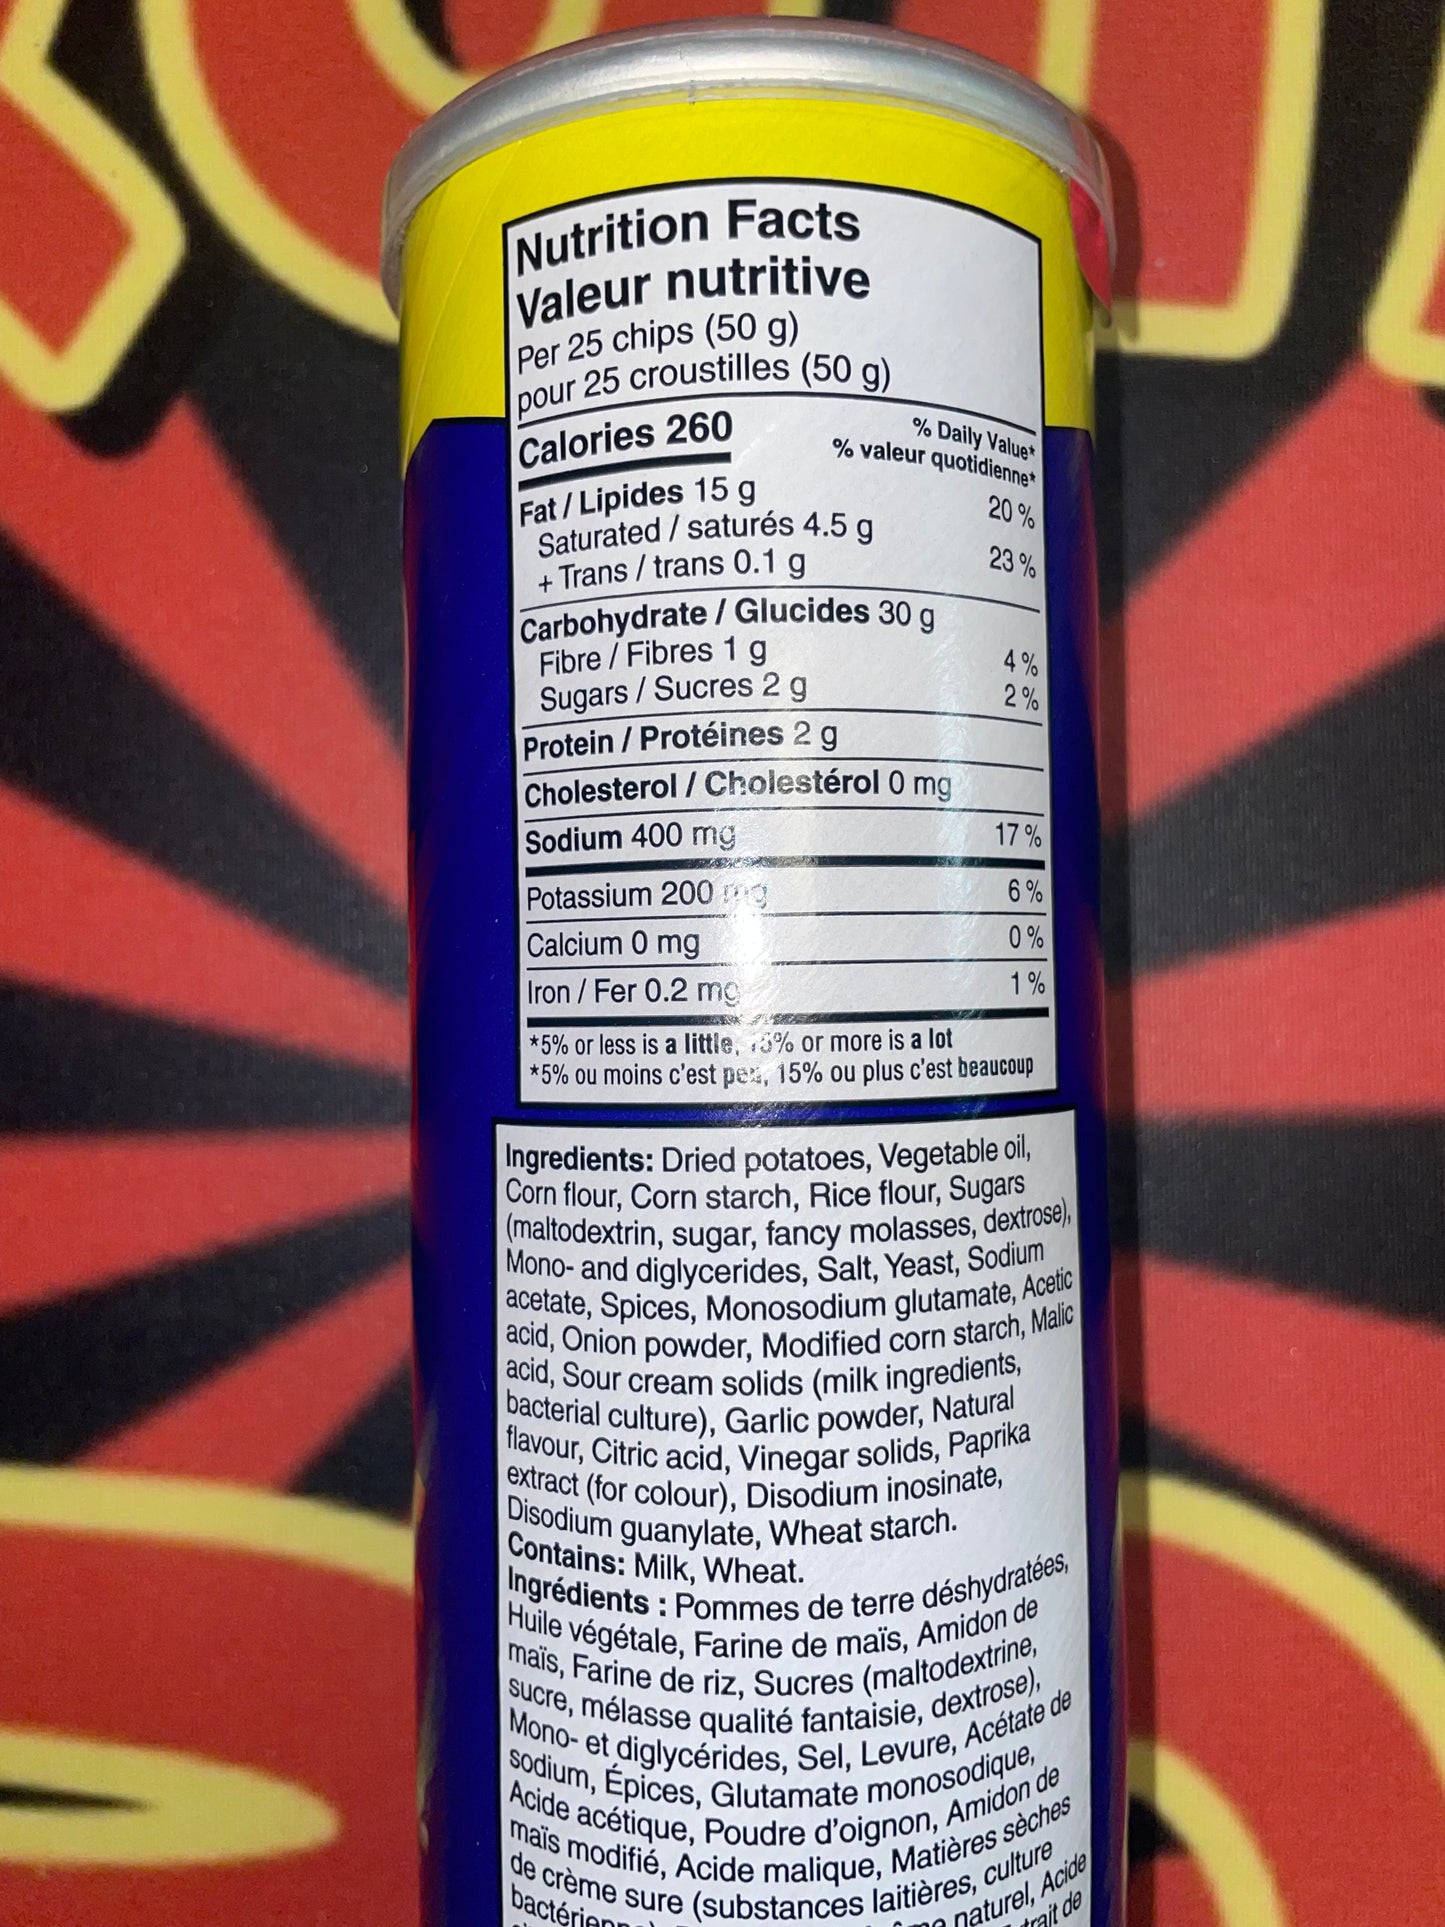 Nutrition Facts
Valeur nutritive
Per 25 chips (50 g)
pour 25 croustilles (50 g)
Calories 260
% Daily Value*
% valeur quotidienne*
Fat / Lipides 15 g 20 %
Saturated / saturés 4.5 g
+ Trans / trans 0.1 g 23 %
Carbohydrate / Glucides 30 g
Fibre / Fibres 1 g 4 %
Sugars / Sucres 2 g 2 %
Protein / Protéines 2 g
Cholesterol / Cholestérol 0 mg
Sodium 400 mg 17 %
Potassium 200 mg 6 %
Calcium 0 mg 0 %
Iron / Fer 0.2 mg 1 %
*5% or less is a little, 15% or more is a lot
*5% ou moins c'est peu, 15% ou plus c'est beaucoup
Ingredients: Dried potatoes, Vegetable oil,
Corn flour, Corn starch, Rice flour, Sugars
(maltodextrin, sugar, fancy molasses, dextrose),
Mono- and diglycerides, Salt, Yeast, Sodium
acetate, Spices, Monosodium glutamate, Acetic
acid, Onion powder, Modified corn starch, Malic
acid, Sour cream solids (milk ingredients,
bacterial culture), Garlic powder, Natural
flavour, Citric acid, Vinegar solids, Paprika
extract (for colour), Disodium inosinate,
Disodium guanylate, Wheat starch.
Contains: Milk, Wheat.
Ingrédients : Pommes de terre déshydratées,
Huile végétale, Farine de maïs, Amidon de
maïs, Farine de riz, Sucres (maltodextrine,
sucre, mélasse qualité fantaisie, dextrose),
Mono- et diglycérides, Sel, Levure, Acétate de
sodium, Épices, Glutamate monosodique,
Acide acétique, Poudre d'oignon, Amidon de
maïs modifié, Acide malique, Matières sèches
de crème sure (substances laitières, culture
naturel, Acide
de